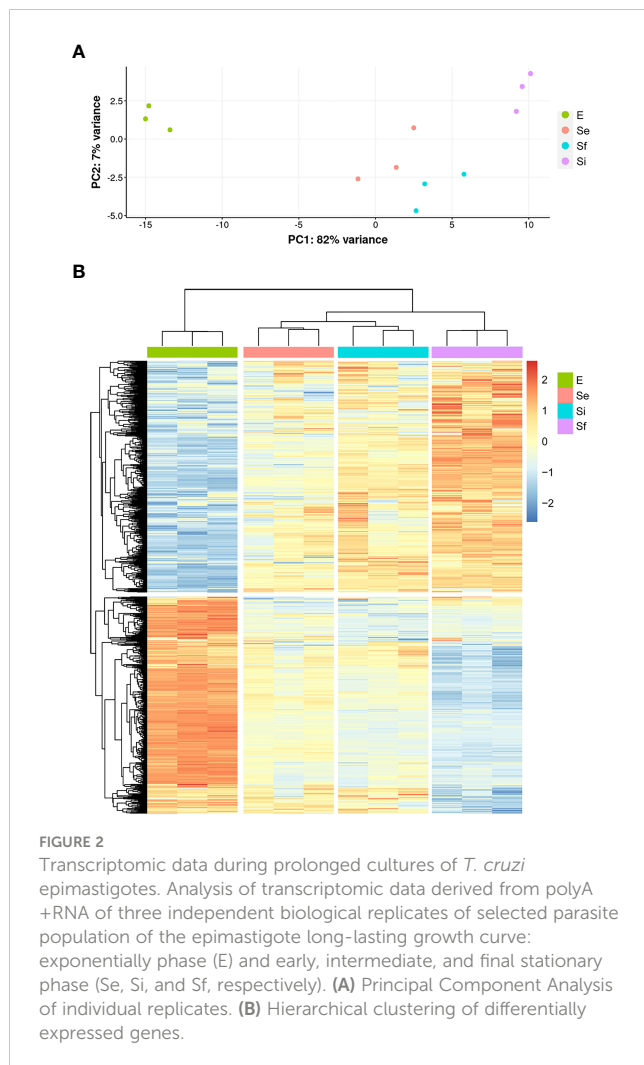 A
PC2: 7% variance
2.5
0.0
-2.5
-5.0
-15
-10
-5
0
5
10
PC1: 82% variance
E
Se
Sf
Si
B
2
1
0
−1
−2
E
Se
Si
Sf
FIGURE 2
Transcriptomic data during prolonged cultures of T. cruzi
epimastigotes. Analysis of transcriptomic data derived from polyA
+RNA of three independent biological replicates of selected parasite
population of the epimastigote long-lasting growth curve:
exponentially phase (E) and early, intermediate, and final stationary
phase (Se, Si, and Sf, respectively). (A) Principal Component Analysis
of individual replicates. (B) Hierarchical clustering of differentially
expressed genes.